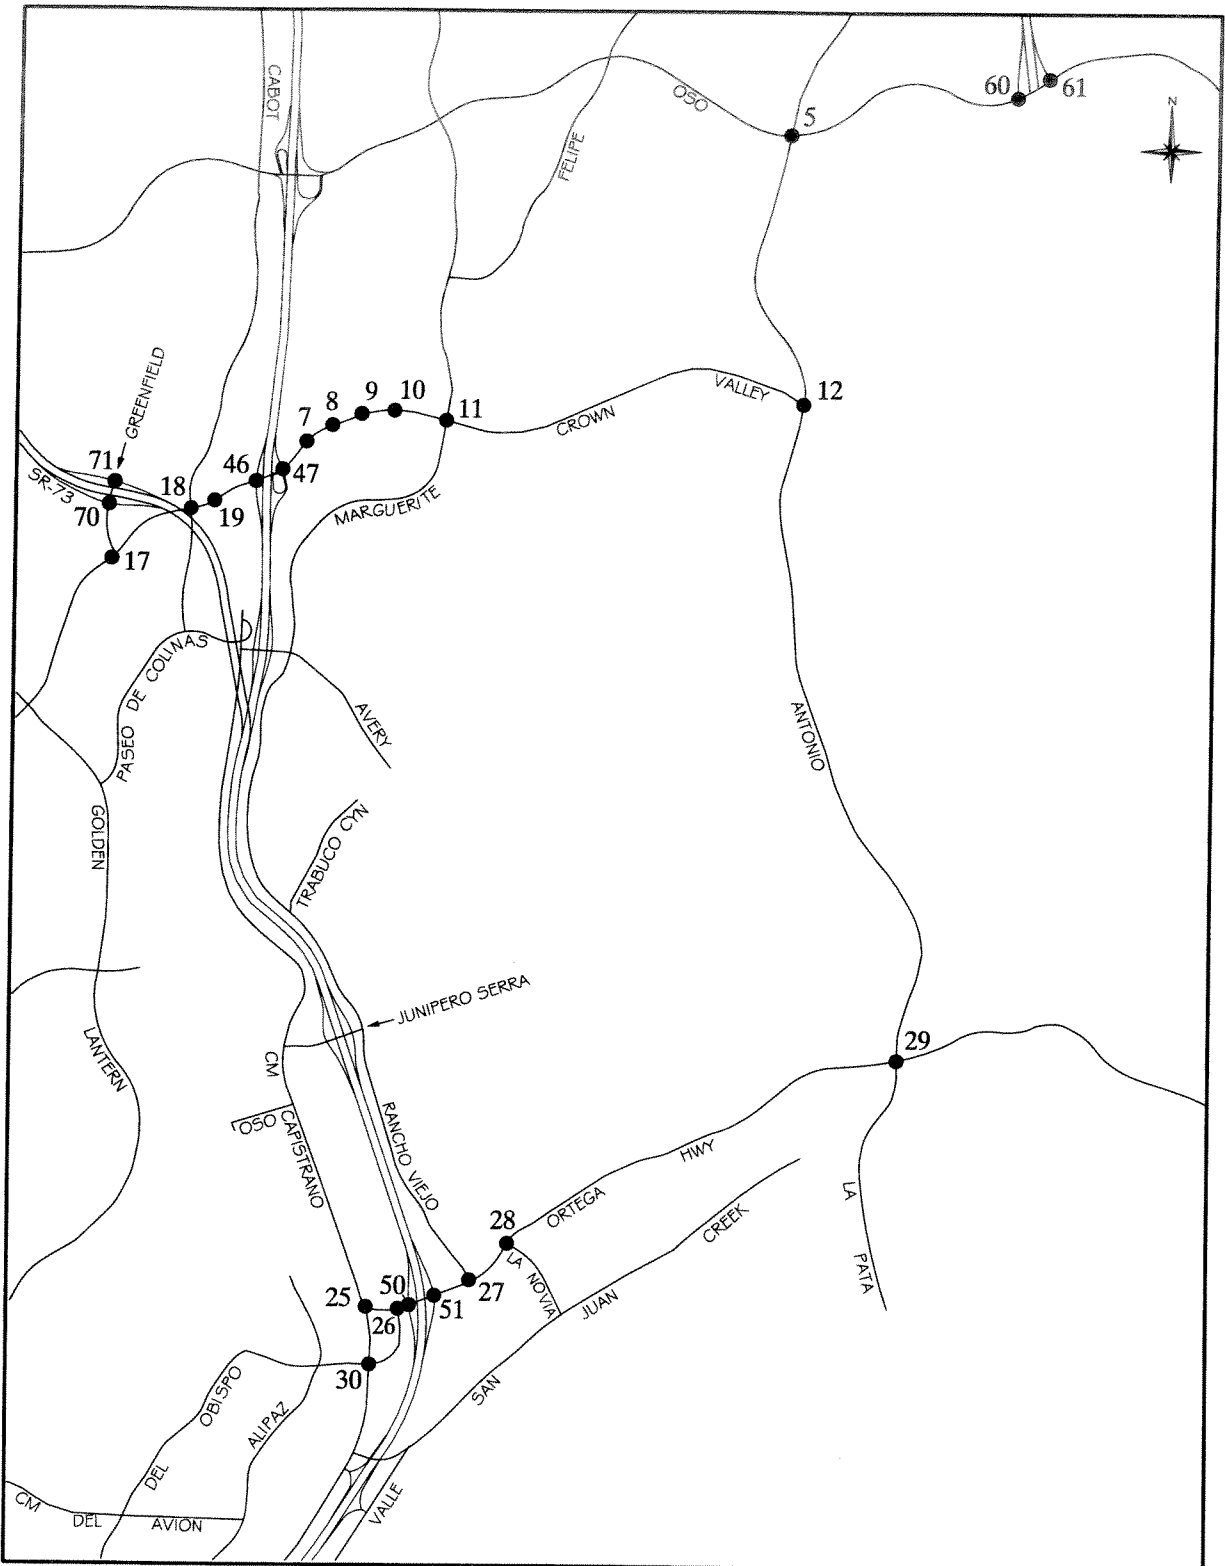 CABOT
OSO
60
61
N
5
FELIPE
GREENFIELD
VALLEY
12
CROWN
7
8
9
10
11
71
SR-73
70
18
19
46
47
MARGUERITE
17
PASEO DE COLINAS
AVERY
ANTONIO
GOLDEN
TRABUCO CYN
LANTERN
JUNIPERO SERRA
CM
OSO
CAPISTRANO
RANCHO VIEJO
29
HWY
ORTEGA
28
LA NOVIA
CREEK
LA
PATA
25
50
26
51
27
JUAN
30
SAN
OBISPO
ALIPAZ
DEL
VALLE
CM
DEL
AVION